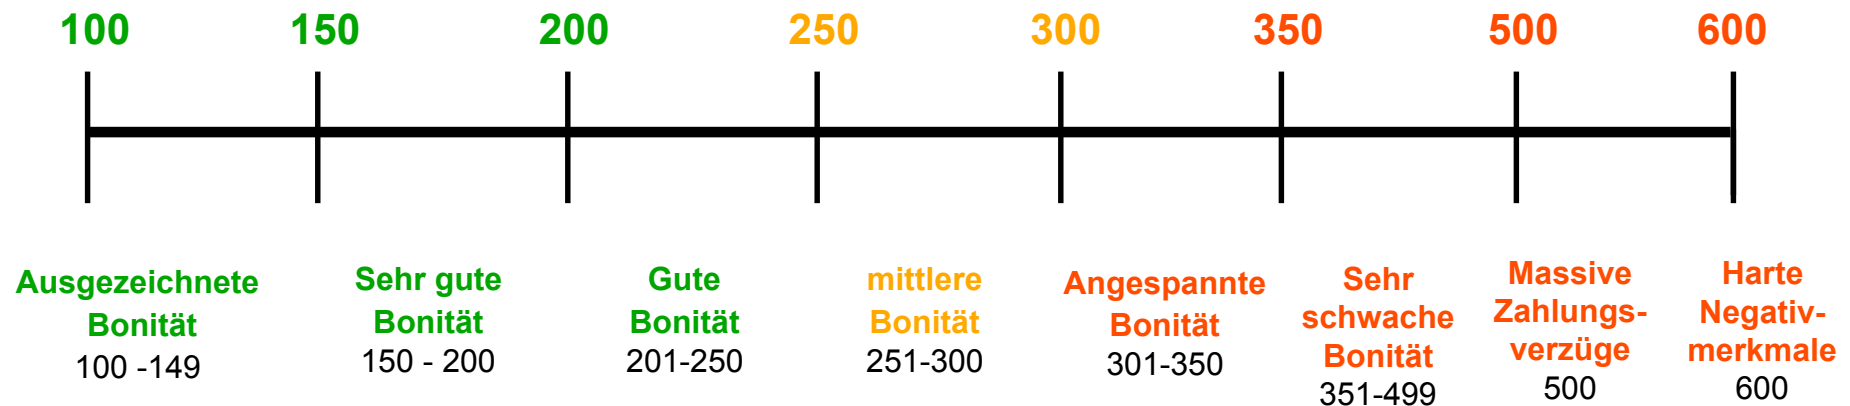 100 150 200 250 300 350 500 600
Ausgezeichnete
Bonität
100 -149
Sehr gute
Bonität
150 - 200
Gute
Bonität
201-250
mittlere
Bonität
251-300
Angespannte
Bonität
301-350
Sehr
schwache
Bonität
351-499
Massive
Zahlungs-
verzüge
500
Harte
Negativ-
merkmale
600